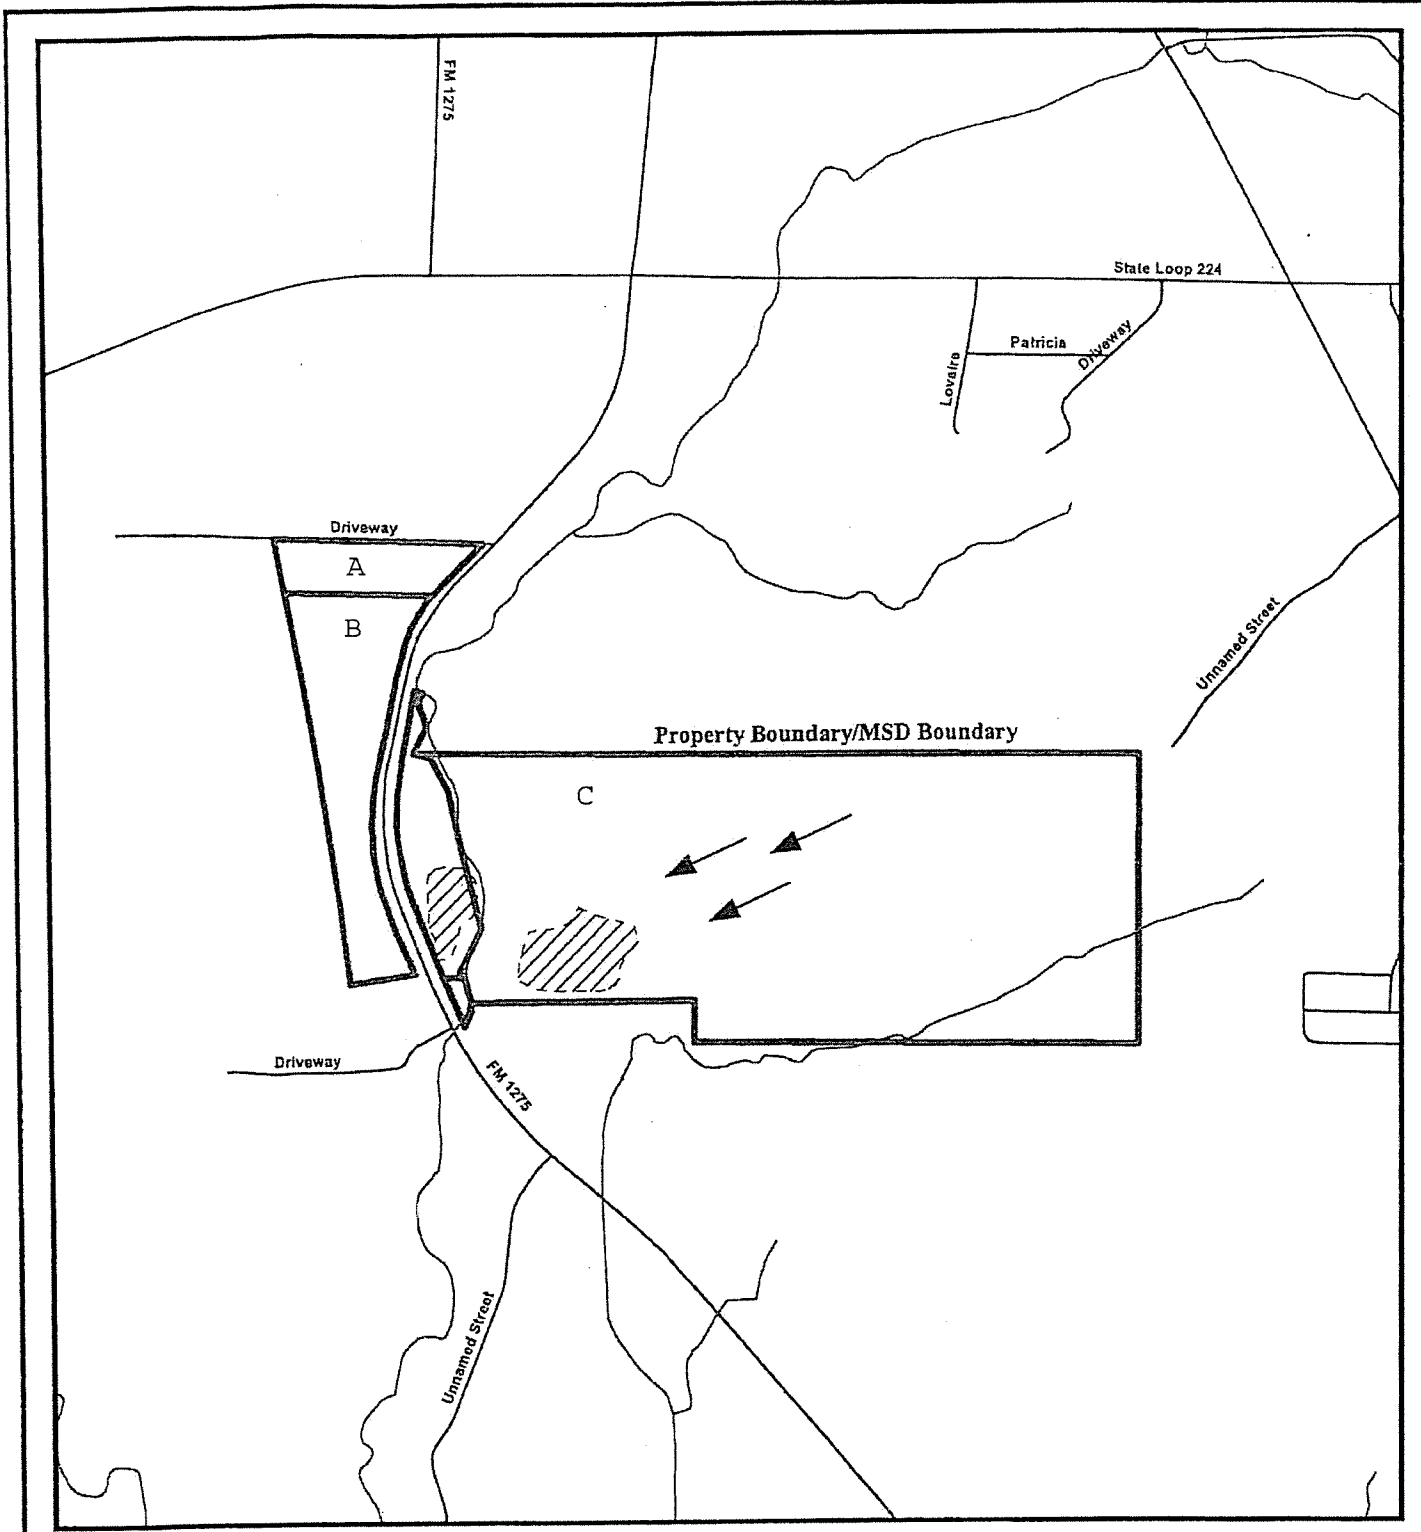 FM 1275
State Loop 224
Patricia
Driveway
Lovaira
Driveway
A
B
Unnamed Street
Property Boundary/MSD Boundary
C
Driveway
FM 1275
Unnamed Street